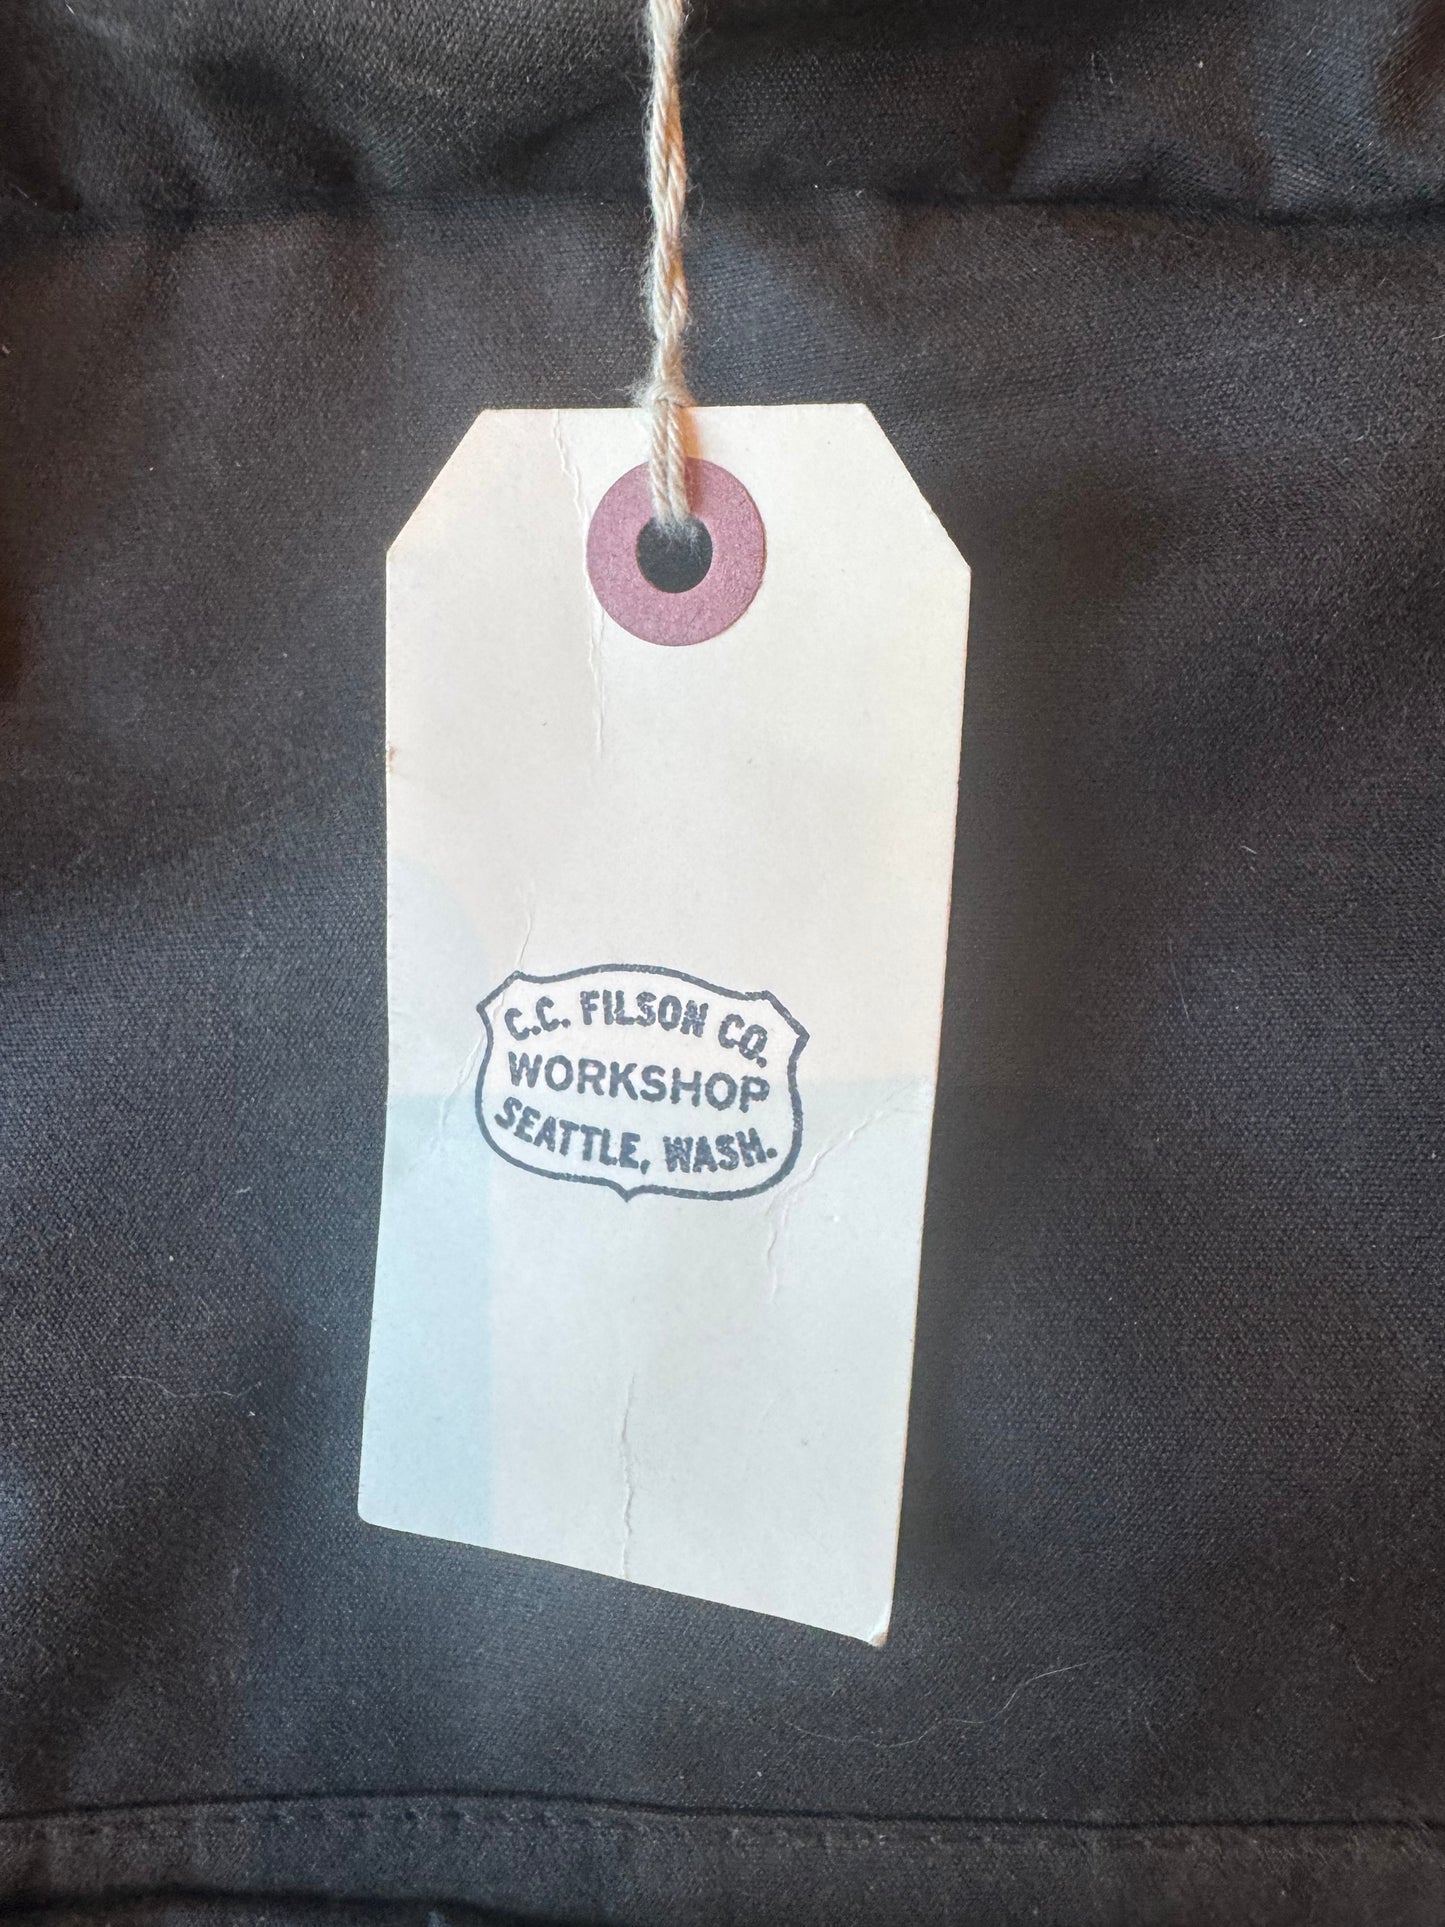 C.C. FILSON CO.
WORKSHOP
SEATTLE, WASH.